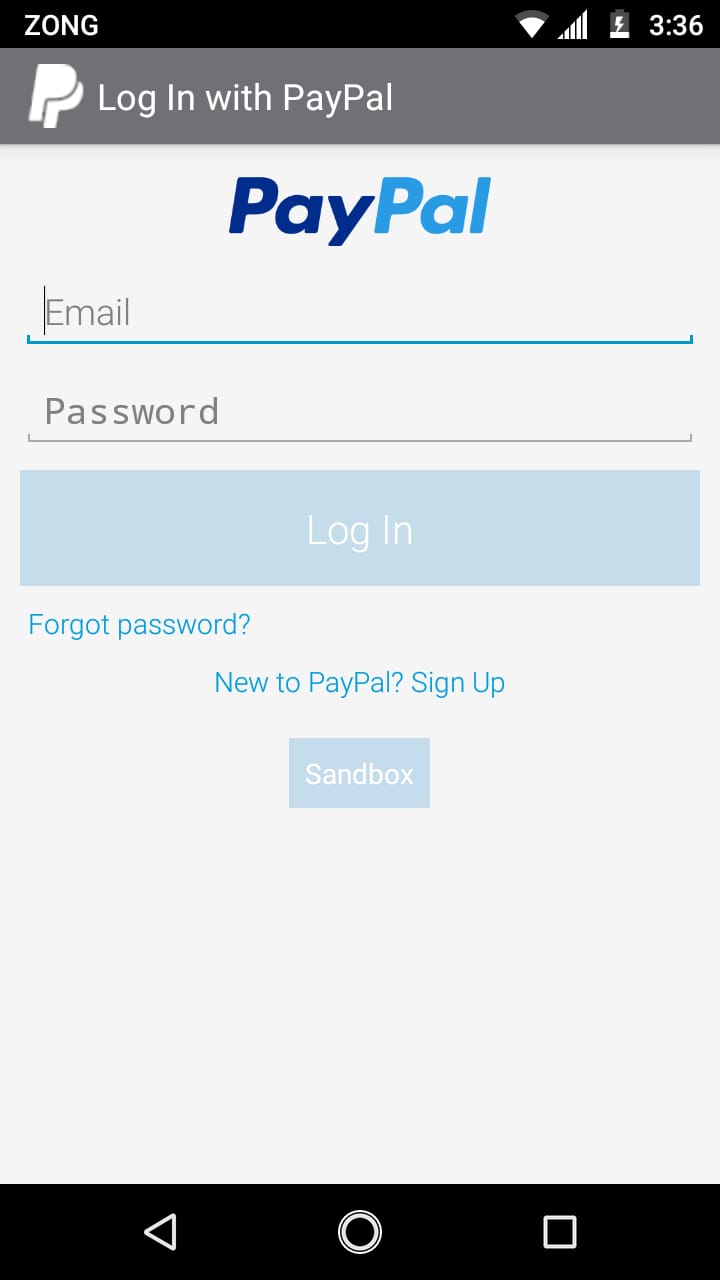 ZONG 3:36
Log In with PayPal
PayPal
Email
Password
Log In
Forgot password?
New to PayPal? Sign Up
Sandbox